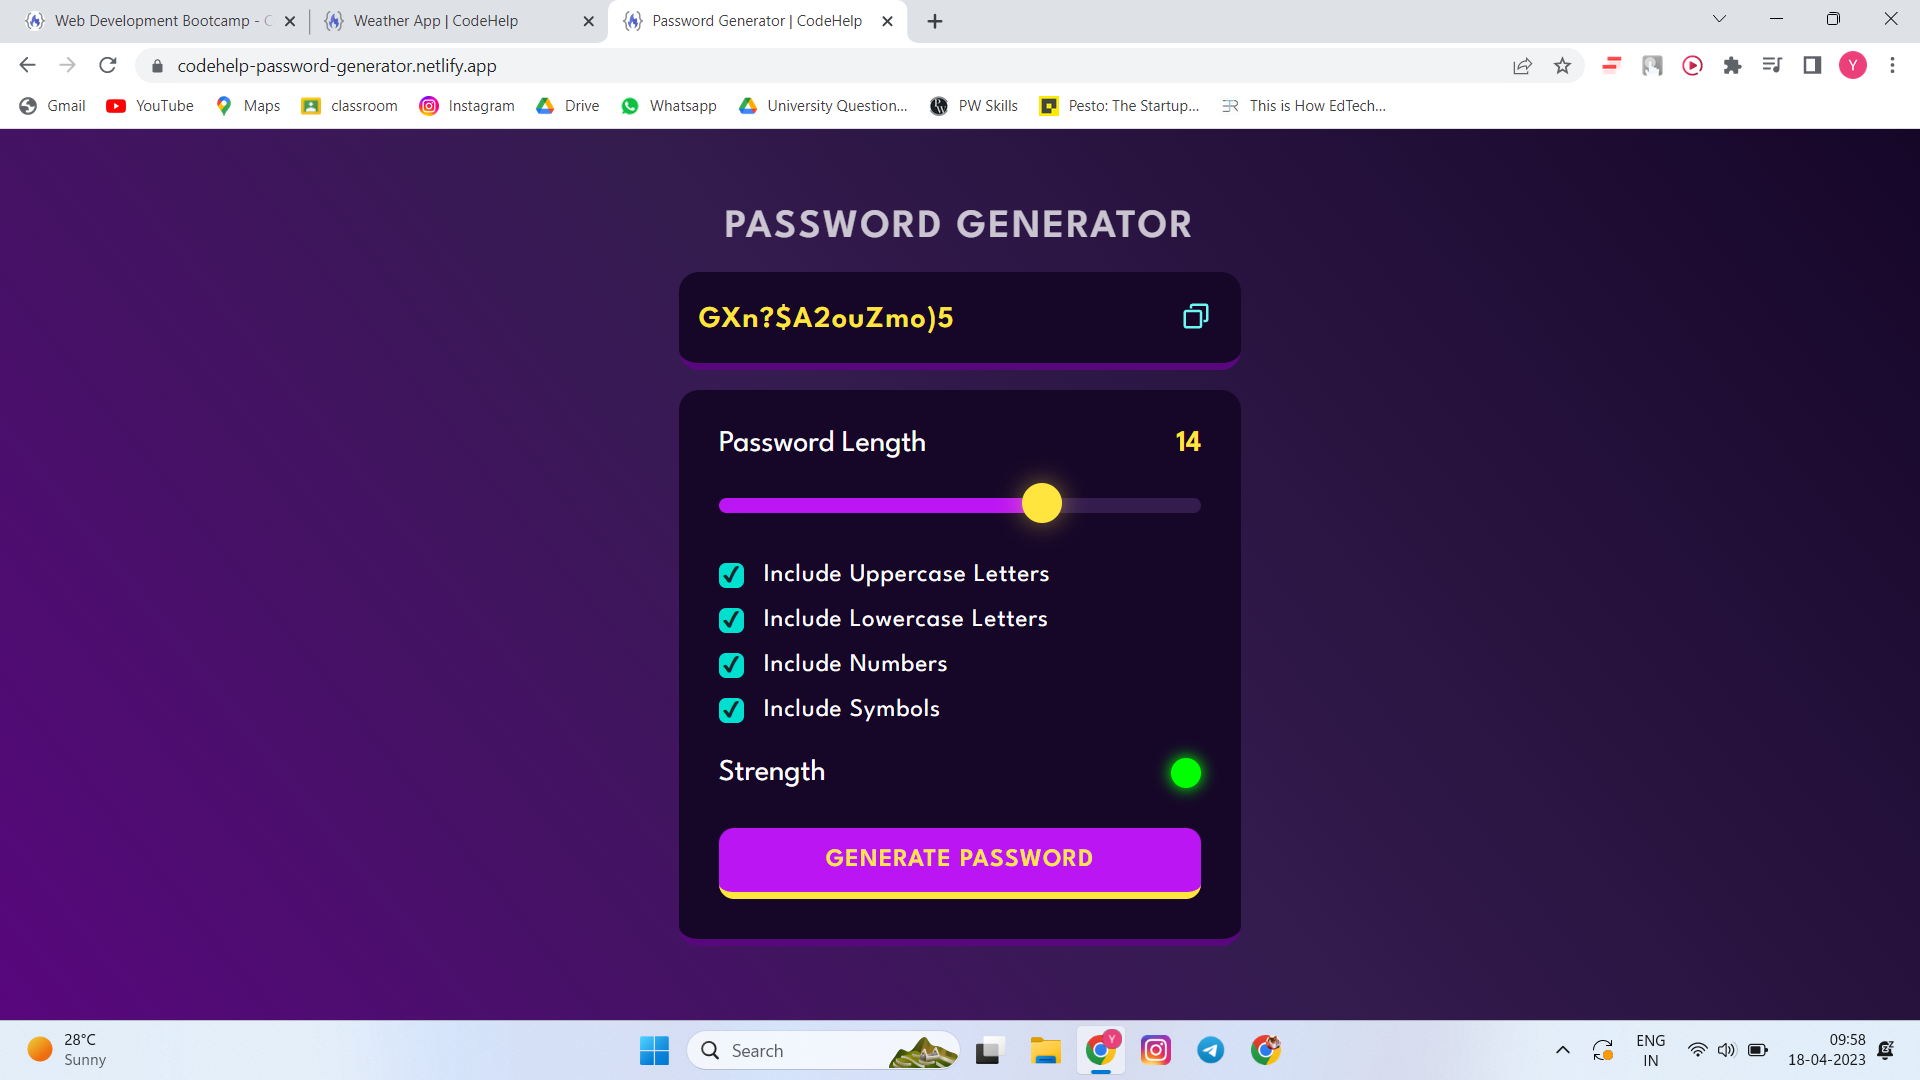 Web Development Bootcamp - C
Weather App | CodeHelp
Password Generator | CodeHelp
codehelp-password-generator.netlify.app
Y
Gmail
YouTube
Maps
classroom
Instagram
Drive
Whatsapp
University Question...
PW Skills
Pesto: The Startup...
This is How EdTech...
PASSWORD GENERATOR
GXn?$A2ouZmo)5
Password Length 14
Include Uppercase Letters
Include Lowercase Letters
Include Numbers
Include Symbols
Strength
GENERATE PASSWORD
28°C
Sunny
Search
Y
ENG
IN
09:58
18-04-2023